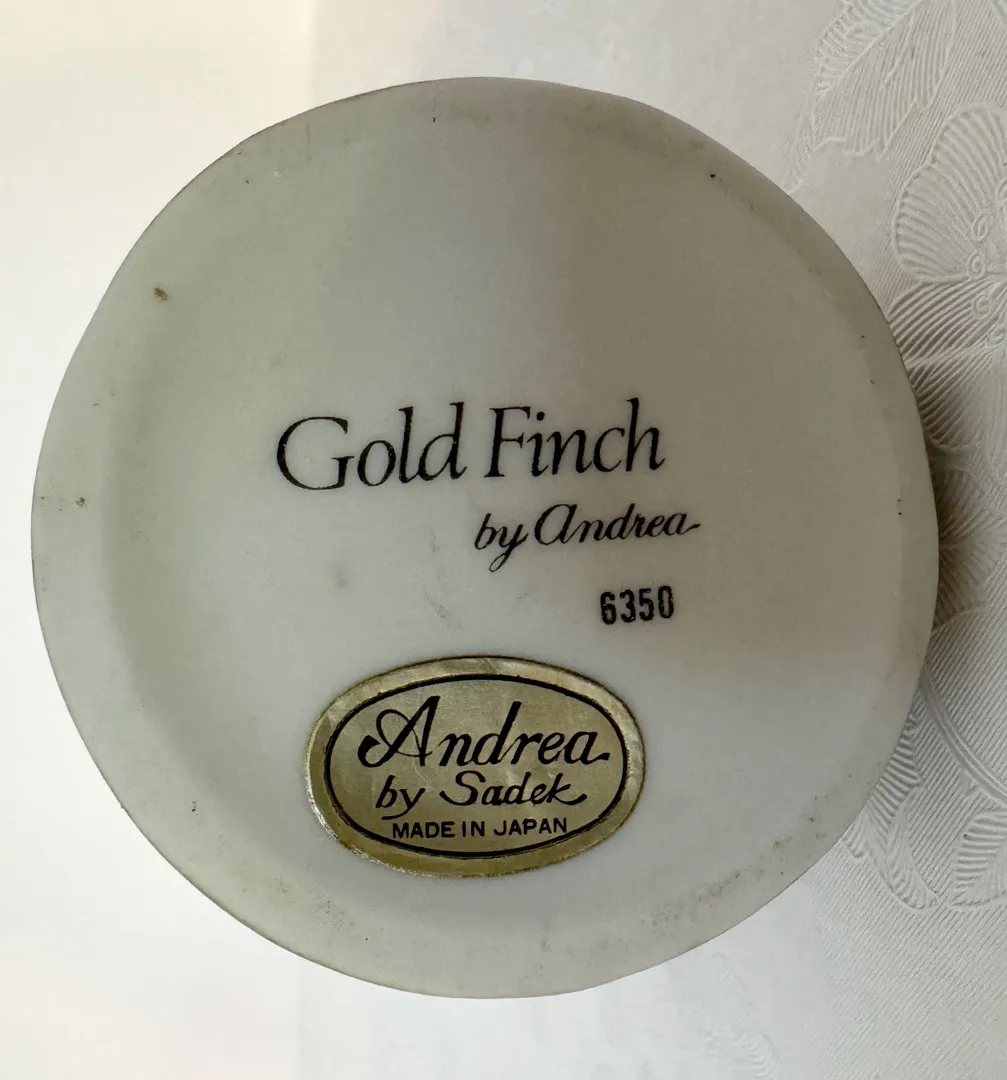 Gold Finch
by Andrea
6350
Andrea
by Sadek
MADE IN JAPAN